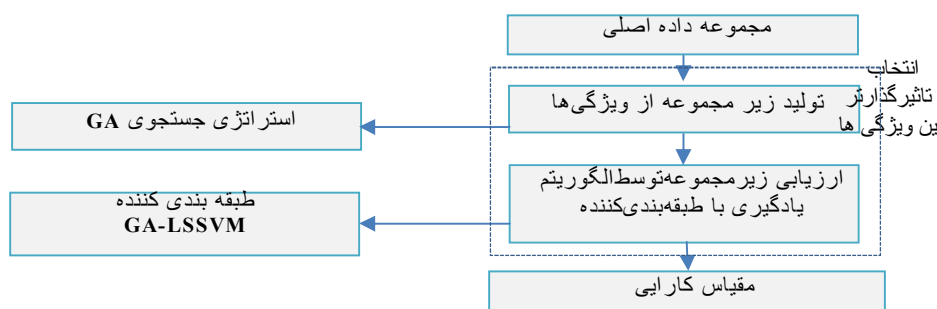 مجموعه داده اصلی
انتخاب
تاثیرگذارتر
ین ویژگی ها
تولید زیر مجموعه از ویژگی‌ها
استراتژی جستجوی GA
ارزیابی زیرمجموعه‌توسط‌الگوریتم
یادگیری با طبقه‌بندی‌کننده
طبقه بندی کننده
GA-LSSVM
مقیاس کارایی